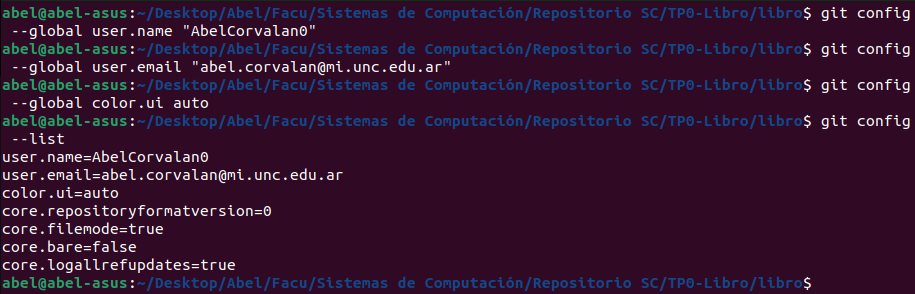 abel@abel-asus:~/Desktop/Abel/Facu/Sistemas de Computación/Repositorio SC/TP0-Libro/libro$ git config
 --global user.name "AbelCorvalan0"
abel@abel-asus:~/Desktop/Abel/Facu/Sistemas de Computación/Repositorio SC/TP0-Libro/libro$ git config
 --global user.email "abel.corvalan@mi.unc.edu.ar"
abel@abel-asus:~/Desktop/Abel/Facu/Sistemas de Computación/Repositorio SC/TP0-Libro/libro$ git config
 --global color.ui auto
abel@abel-asus:~/Desktop/Abel/Facu/Sistemas de Computación/Repositorio SC/TP0-Libro/libro$ git config
 --list
user.name=AbelCorvalan0
user.email=abel.corvalan@mi.unc.edu.ar
color.ui=auto
core.repositoryformatversion=0
core.filemode=true
core.bare=false
core.logallrefupdates=true
abel@abel-asus:~/Desktop/Abel/Facu/Sistemas de Computación/Repositorio SC/TP0-Libro/libro$